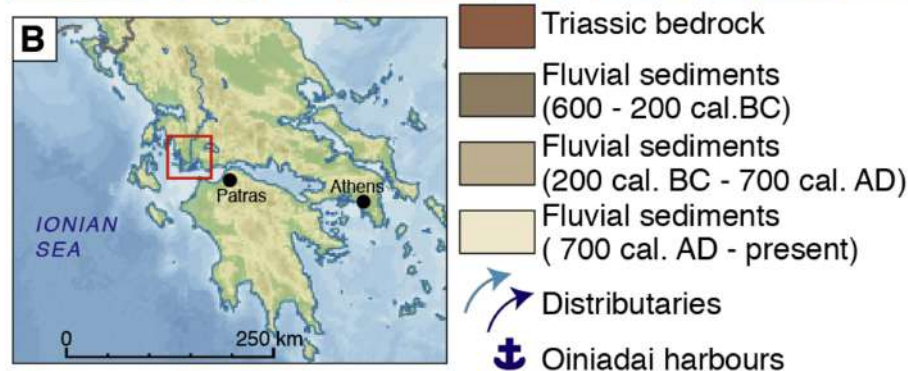 B
Patras
Athens
IONIAN
SEA
0
250 km
Triassic bedrock
Fluvial sediments
(600 - 200 cal.BC)
Fluvial sediments
(200 cal. BC - 700 cal. AD)
Fluvial sediments
( 700 cal. AD - present)
Distributaries
Oiniadai harbours